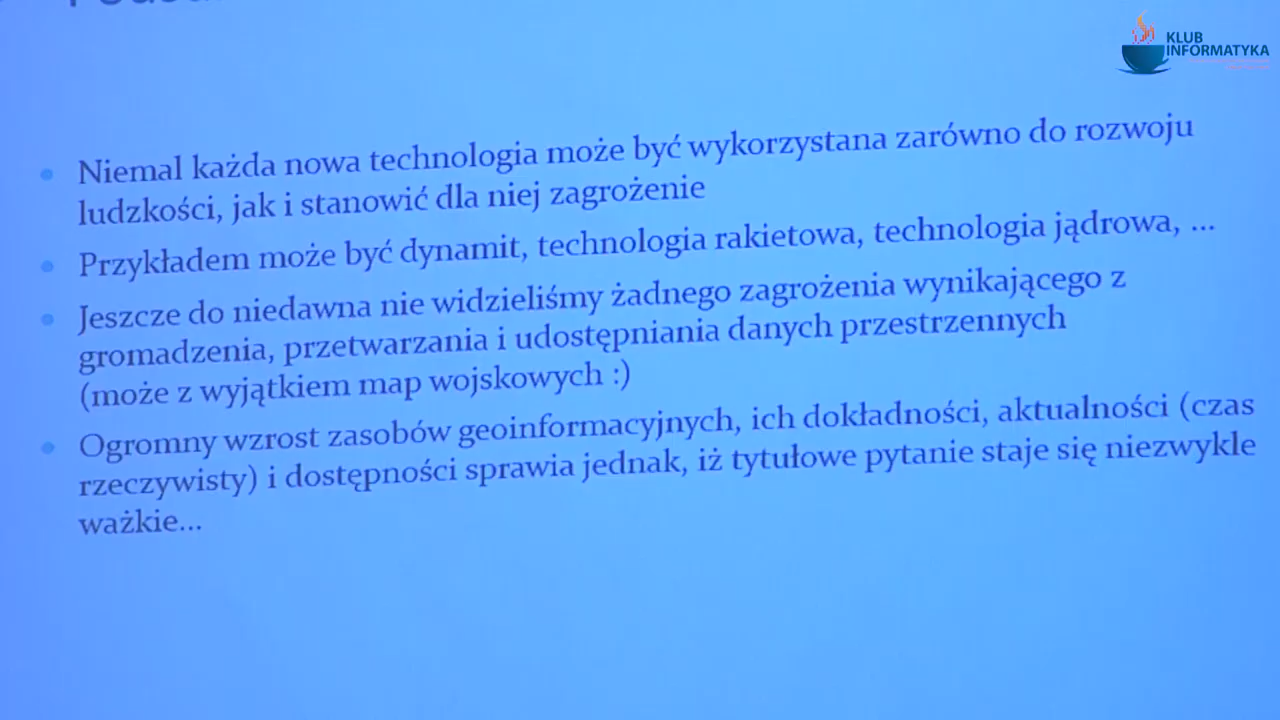 KLUB
INFORMATYKA
Niemal każda nowa technologia może być wykorzystana zarówno do rozwoju
ludzkości, jak i stanowić dla niej zagrożenie
Przykładem może być dynamit, technologia rakietowa, technologia jądrowa, ...
Jeszcze do niedawna nie widzieliśmy żadnego zagrożenia wynikającego z
gromadzenia, przetwarzania i udostępniania danych przestrzennych
(może z wyjątkiem map wojskowych :)
Ogromny wzrost zasobów geoinformacyjnych, ich dokładności, aktualności (czas
rzeczywisty) i dostępności sprawia jednak, iż tytułowe pytanie staje się niezwykle
ważkie...